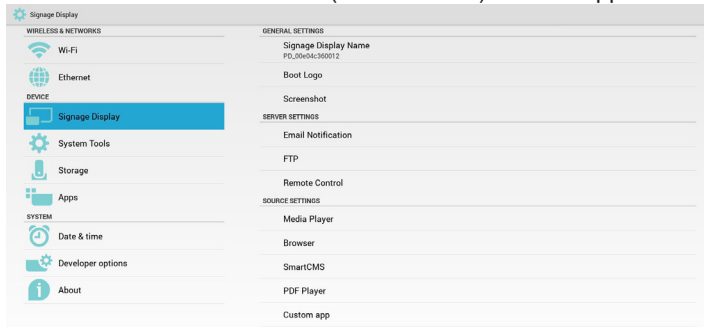 Signage Display
WIRELESS & NETWORKS
Wi-Fi
Ethernet
DEVICE
Signage Display
System Tools
Storage
Apps
SYSTEM
Date & time
Developer options
About
GENERAL SETTINGS
Signage Display Name
PD_00e04c360012
Boot Logo
Screenshot
SERVER SETTINGS
Email Notification
FTP
Remote Control
SOURCE SETTINGS
Media Player
Browser
SmartCMS
PDF Player
Custom app